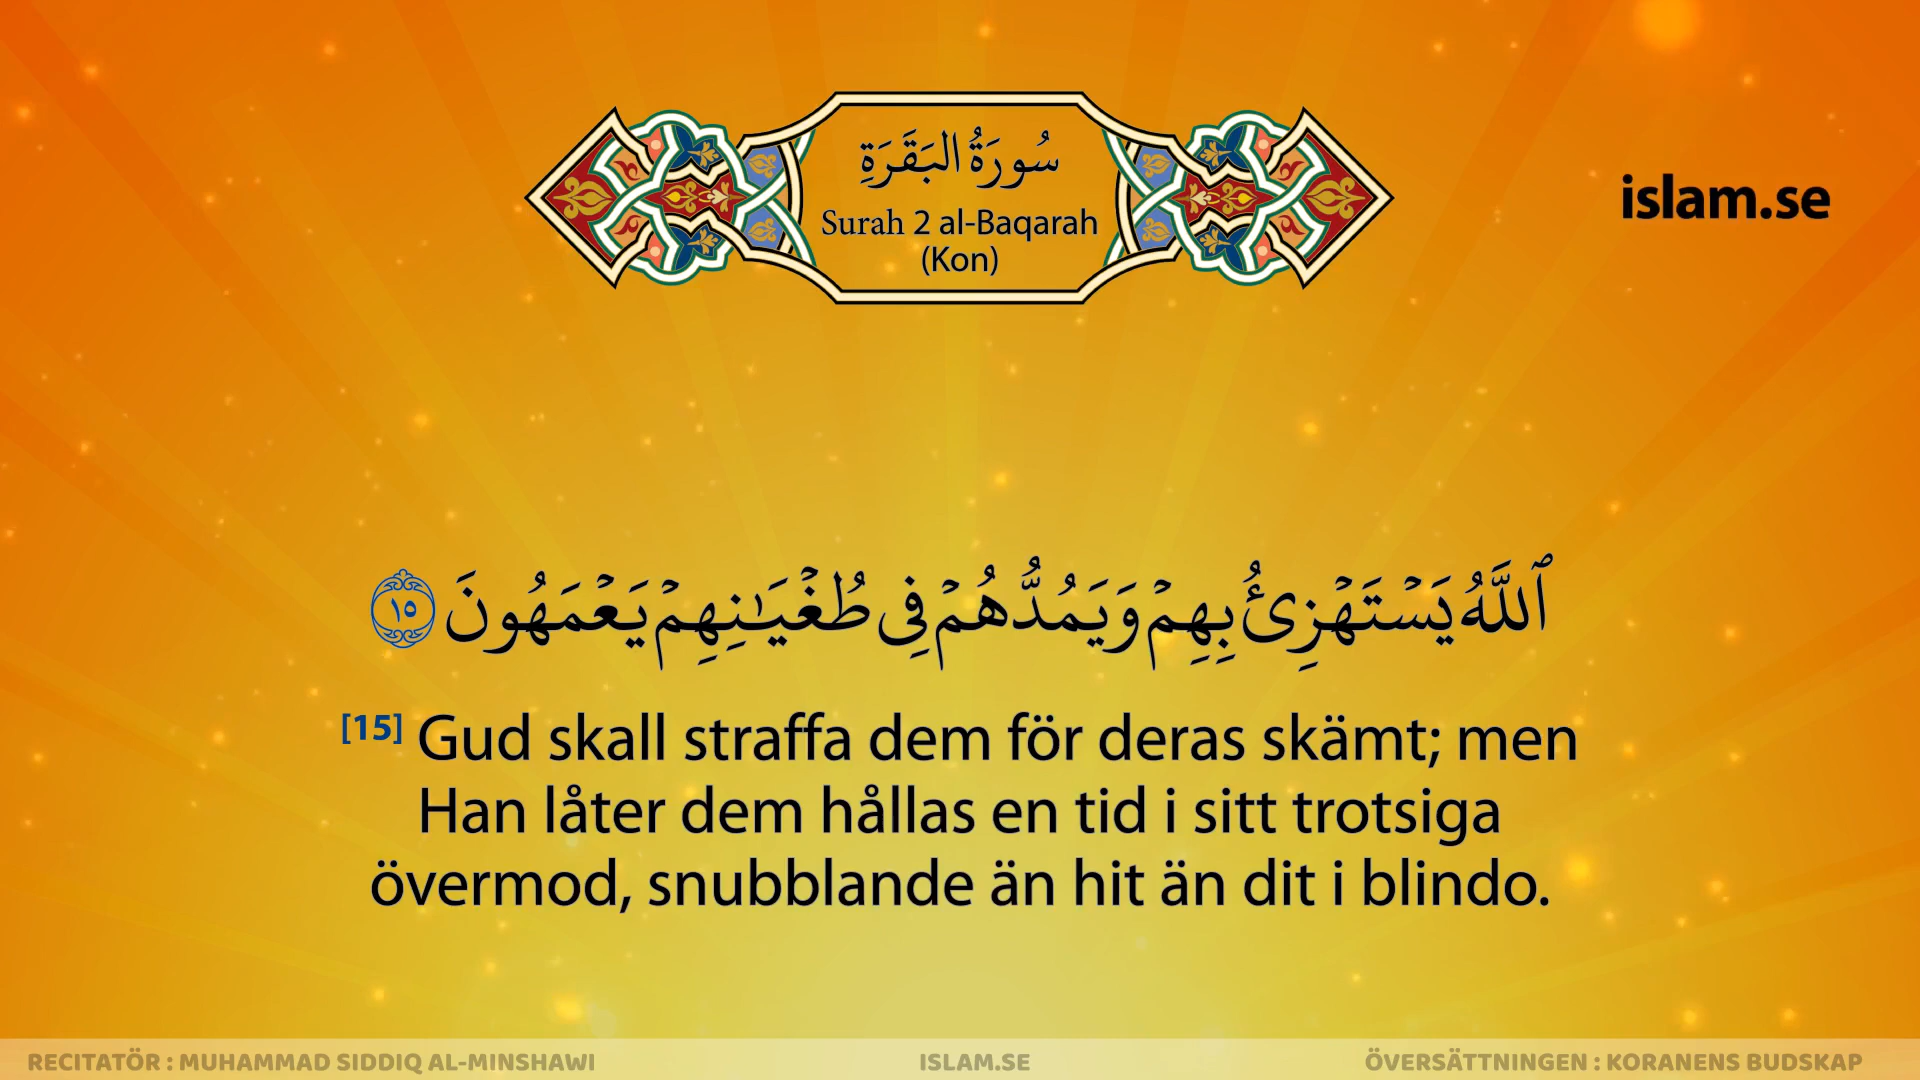 سُورَةُ البَقَرَةِ
Surah 2 al-Baqarah
(Kon)
islam.se
ٱللَّهُ يَسۡتَهۡزِئُ بِهِمۡ وَيَمُدُّهُمۡ فِي طُغۡيَٰنِهِمۡ يَعۡمَهُونَ ١٥
[15] Gud skall straffa dem för deras skämt; men
Han låter dem hållas en tid i sitt trotsiga
övermod, snubblande än hit än dit i blindo.
RECITATÖR : MUHAMMAD SIDDIQ AL-MINSHAWI
ISLAM.SE
ÖVERSÄTTNINGEN : KORANENS BUDSKAP